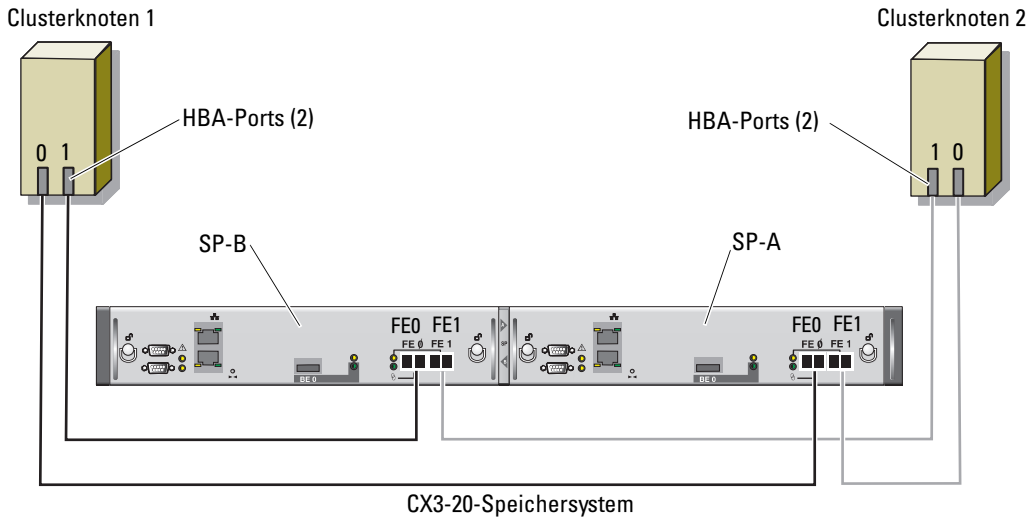 Clusterknoten 1
Clusterknoten 2
HBA-Ports (2)
HBA-Ports (2)
0 1
1 0
SP-B
SP-A
FE0 FE1
FE0 FE1
FE 0 FE 1
FE 0 FE 1
BE 0
BE 0
CX3-20-Speichersystem